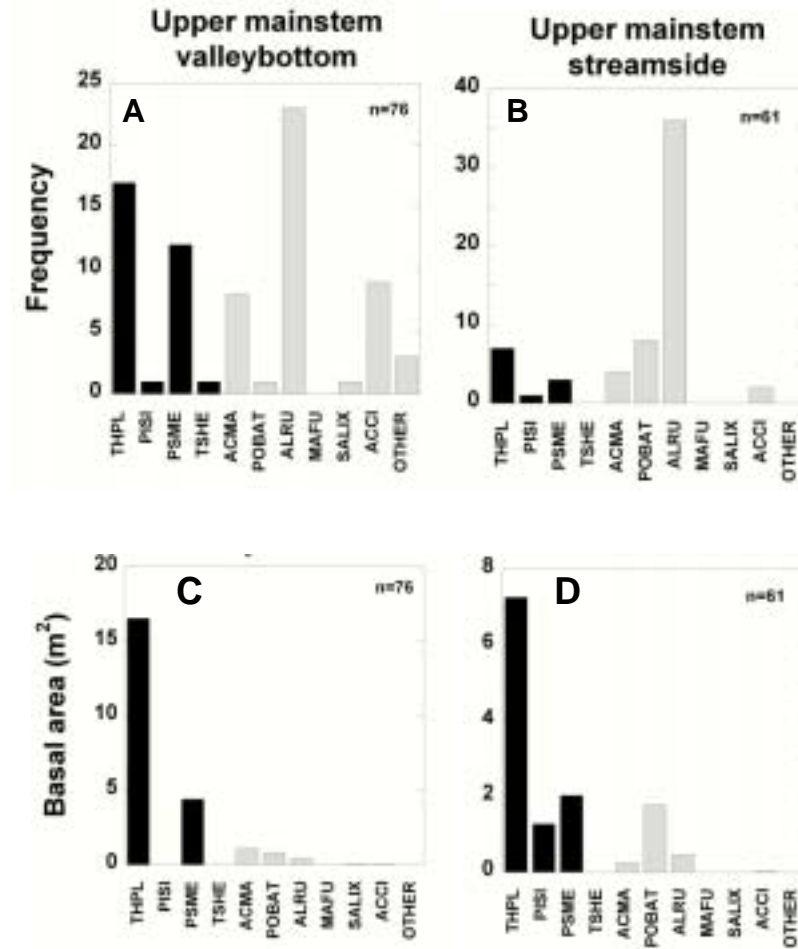 Upper mainstem
valleybottom
Upper mainstem
streamside
Frequency
25
20
15
10
5
0
A
n=76
THPL
PISI
PSME
TSHE
ACMA
POBAT
ALRU
MAFU
SALIX
ACCI
OTHER
40
30
20
10
0
B
n=61
THPL
PISI
PSME
TSHE
ACMA
POBAT
ALRU
MAFU
SALIX
ACCI
OTHER
Basal area (m²)
20
15
10
5
0
C
n=76
THPL
PISI
PSME
TSHE
ACMA
POBAT
ALRU
MAFU
SALIX
ACCI
OTHER
8
6
4
2
0
D
n=61
THPL
PISI
PSME
TSHE
ACMA
POBAT
ALRU
MAFU
SALIX
ACCI
OTHER